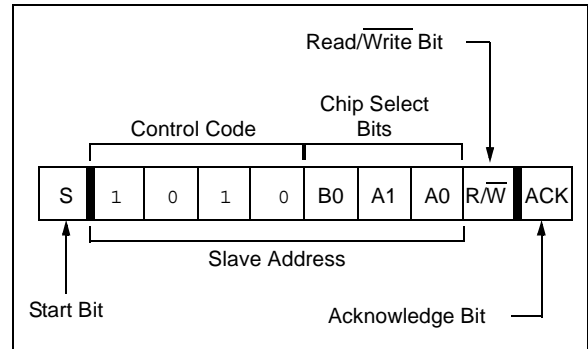 Read/Write Bit
Chip Select
Bits
Control Code
S 1 0 1 0 B0 A1 A0 R/W ACK
Slave Address
Start Bit
Acknowledge Bit